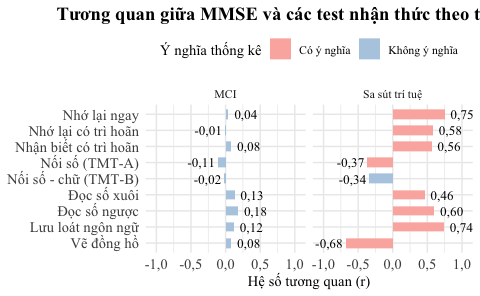 Tương quan giữa MMSE và các test nhận thức theo t
Ý nghĩa thống kê Có ý nghĩa Không ý nghĩa
MCI Sa sút trí tuệ
Nhớ lại ngay 0,04 0,75
Nhớ lại có trì hoãn -0,01 0,58
Nhận biết có trì hoãn 0,08 0,56
Nối số (TMT-A) -0,11 -0,37
Nối số - chữ (TMT-B) -0,02 -0,34
Đọc số xuôi 0,13 0,46
Đọc số ngược 0,18 0,60
Lưu loát ngôn ngữ 0,12 0,74
Vẽ đồng hồ 0,08 -0,68
-1,0 -0,5 0,0 0,5 1,0 -1,0 -0,5 0,0 0,5 1,0
Hệ số tương quan (r)